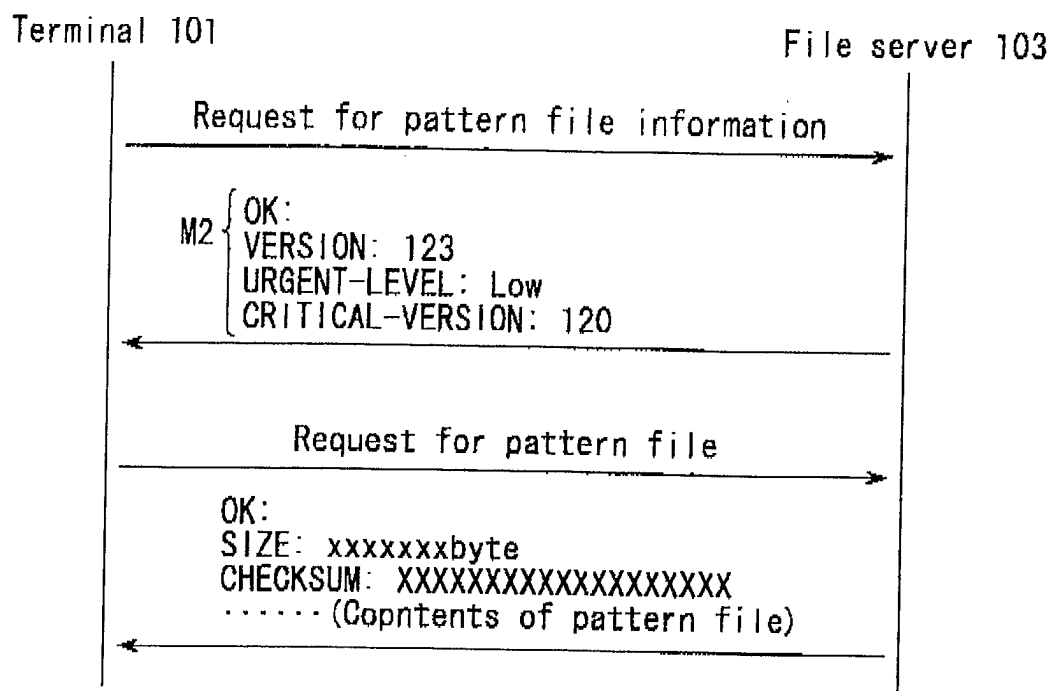 Terminal 101
File server 103
Request for pattern file information
M2
OK:
VERSION: 123
URGENT-LEVEL: Low
CRITICAL-VERSION: 120
Request for pattern file
OK:
SIZE: xxxxxxxbyte
CHECKSUM: XXXXXXXXXXXXXXXXXXX
······(Copntents of pattern file)